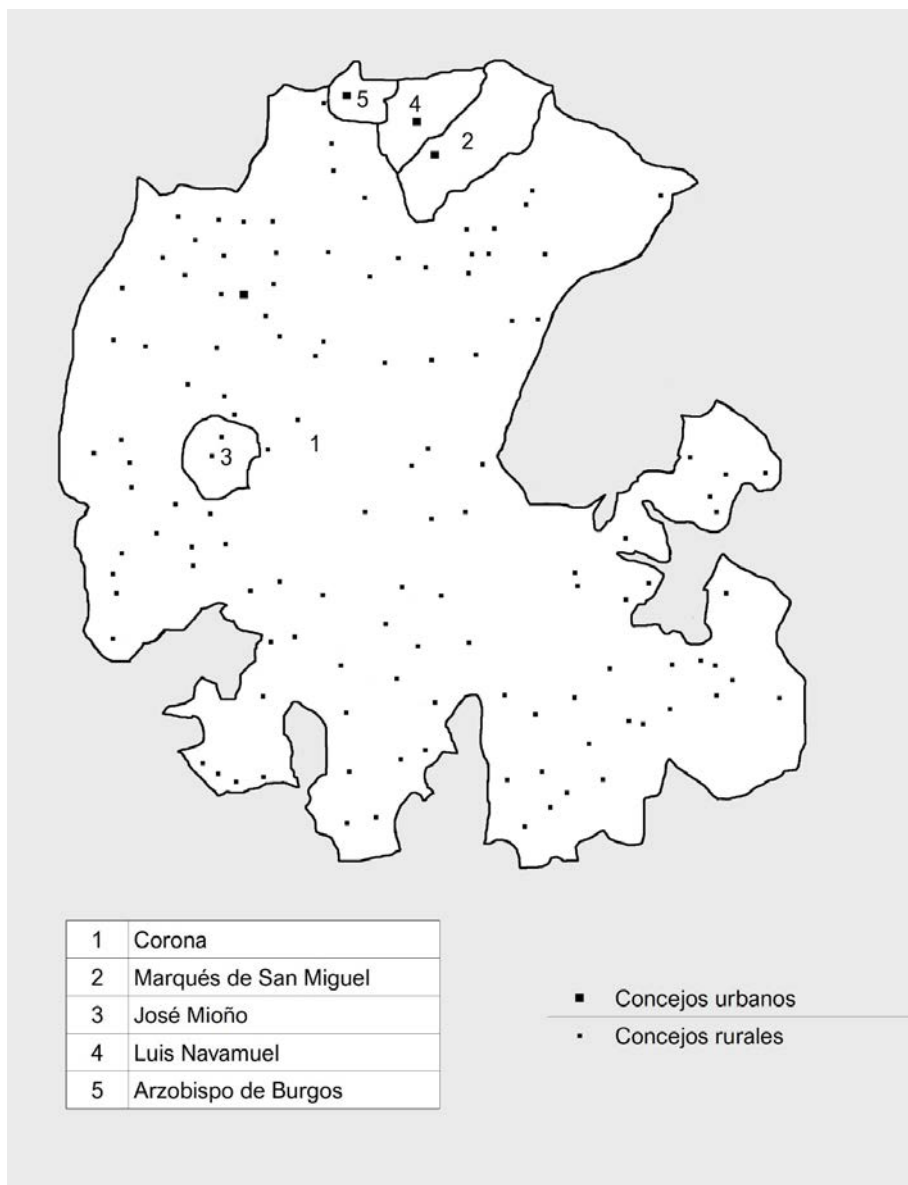 5
4
2
3
1
1 Corona
2 Marqués de San Miguel
3 José Mioño
4 Luis Navamuel
5 Arzobispo de Burgos
Concejos urbanos
Concejos rurales